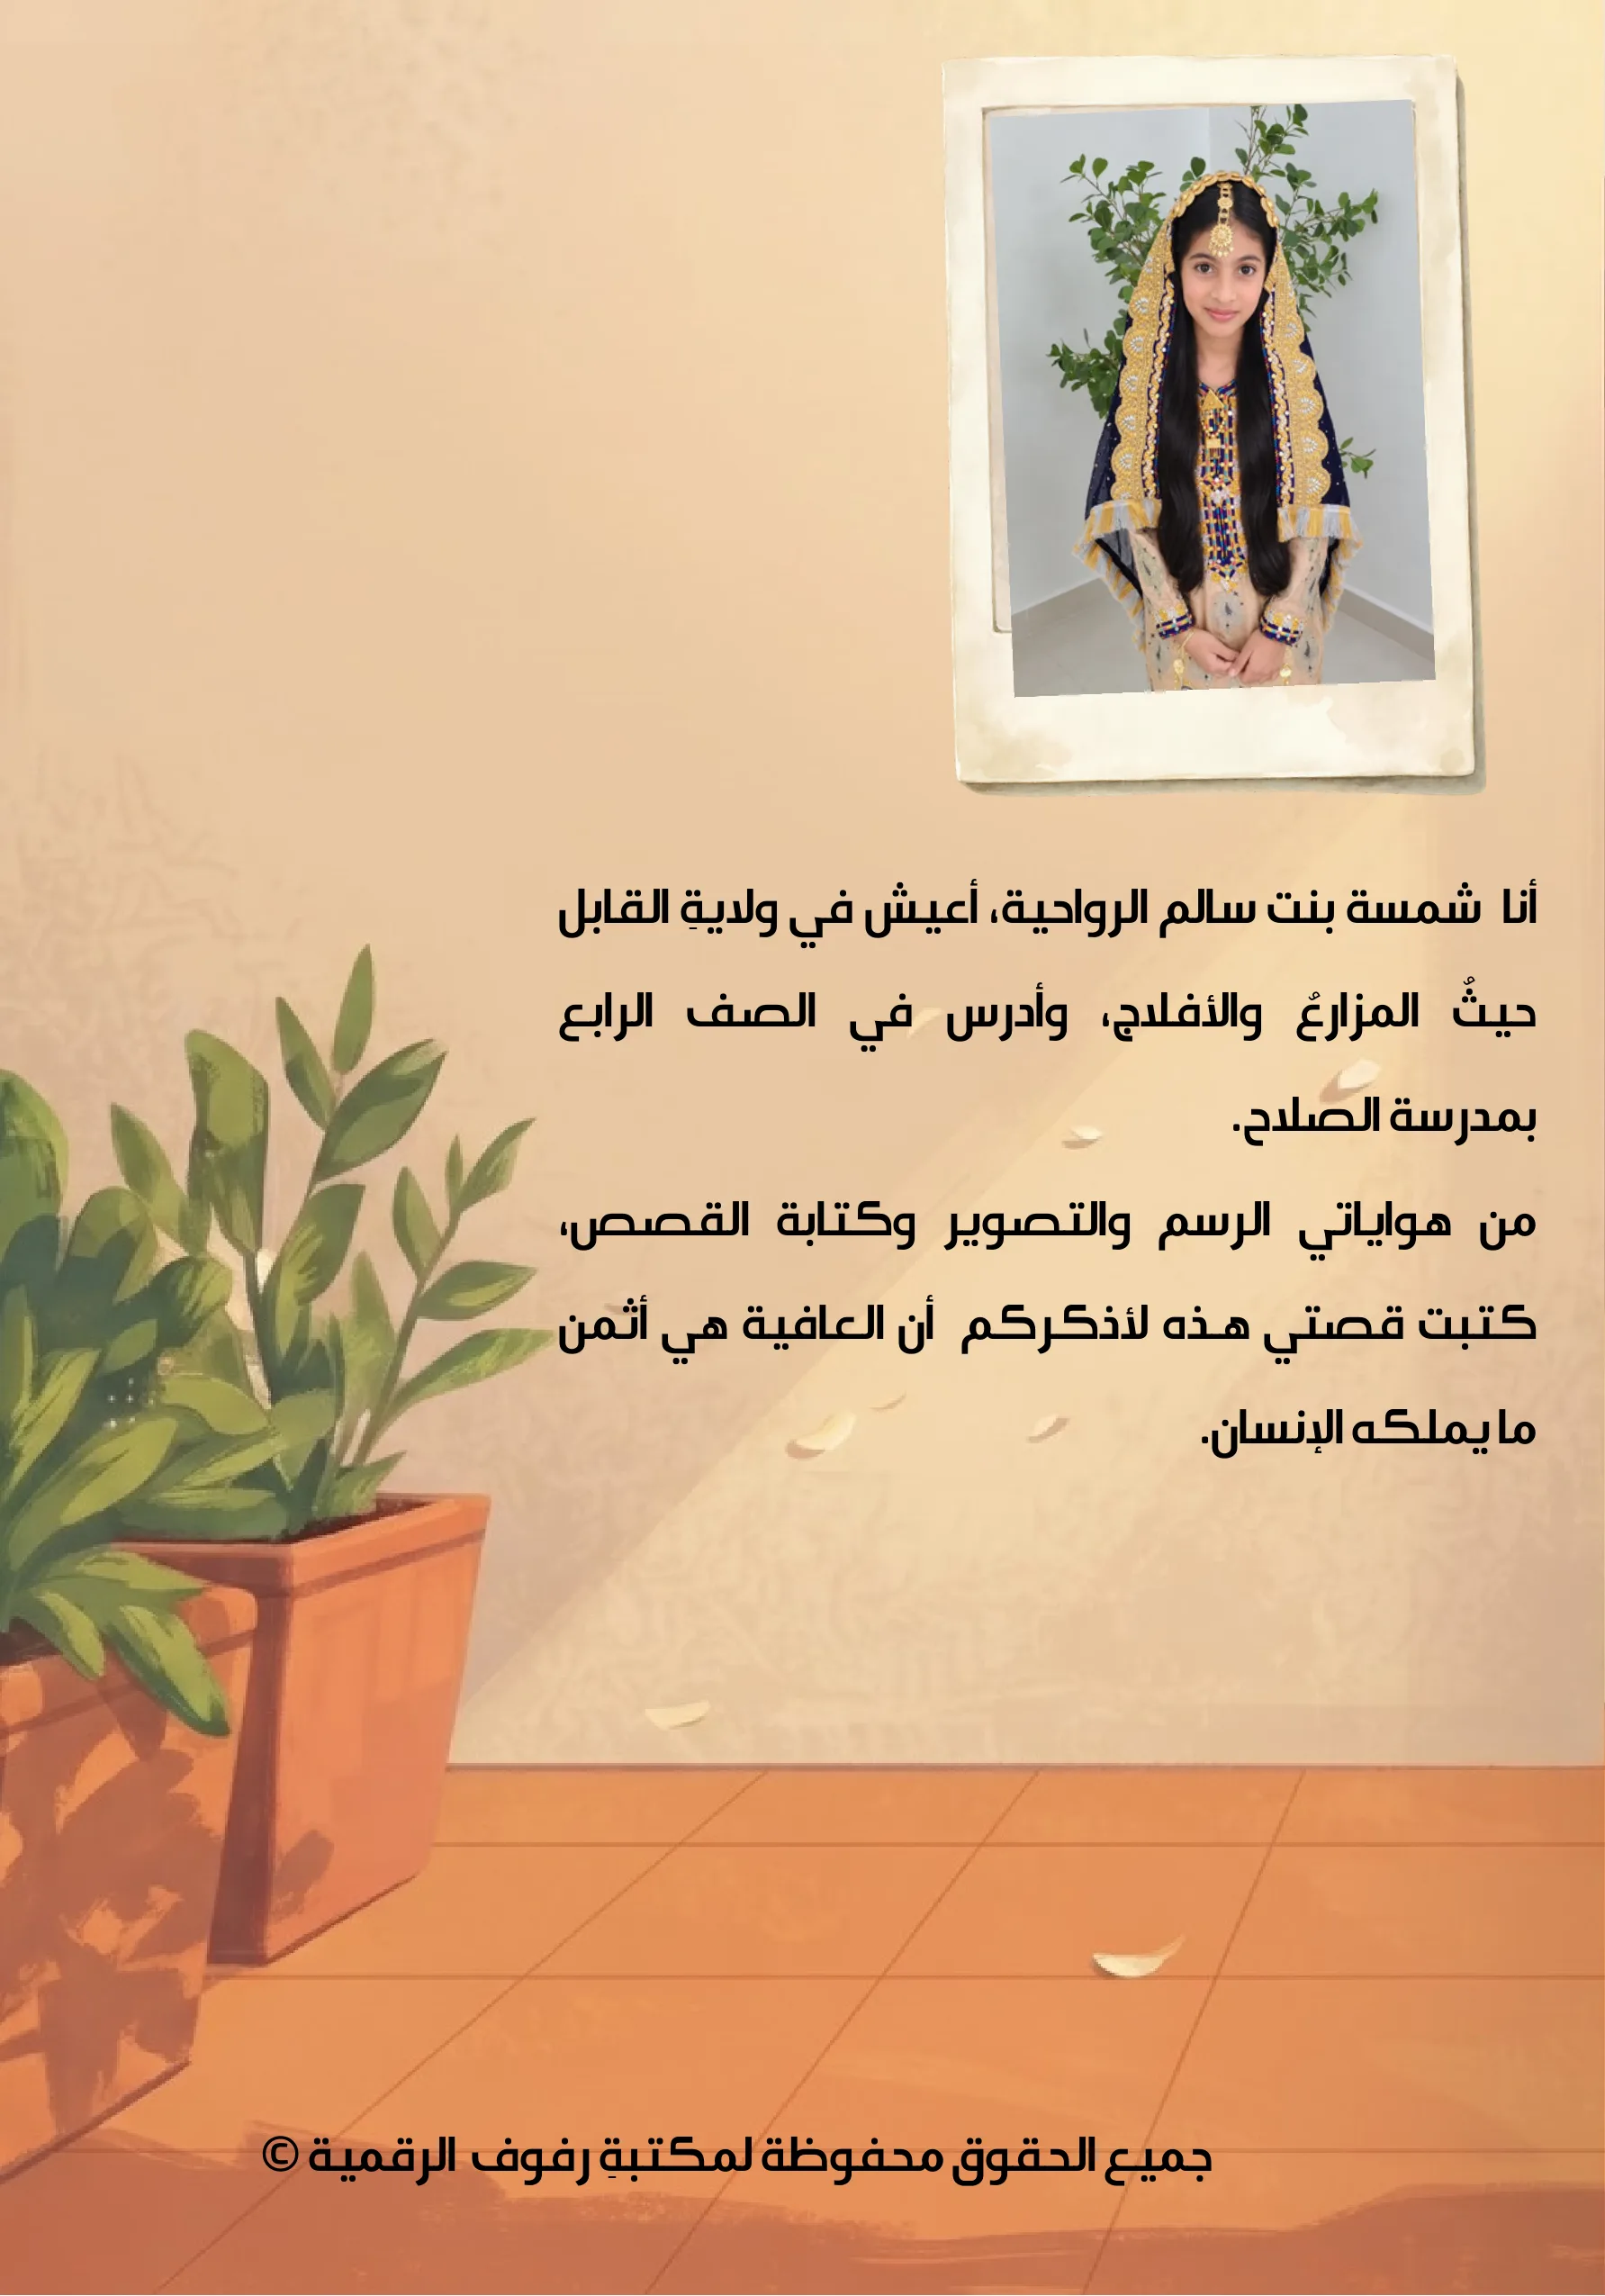 أنا شمسة بنت سالم الرواحية، أعيش في ولايةِ القابل
حيثُ المزارعُ والأفلاج، وأدرس في الصف الرابع
بمدرسة الصلاح.
من هواياتي الرسم والتصوير وكتابة القصص،
كتبت قصتي هذه لأذكركم أن العافية هي أثمن
ما يملكه الإنسان.
جميع الحقوق محفوظة لمكتبةِ رفوف الرقمية ©